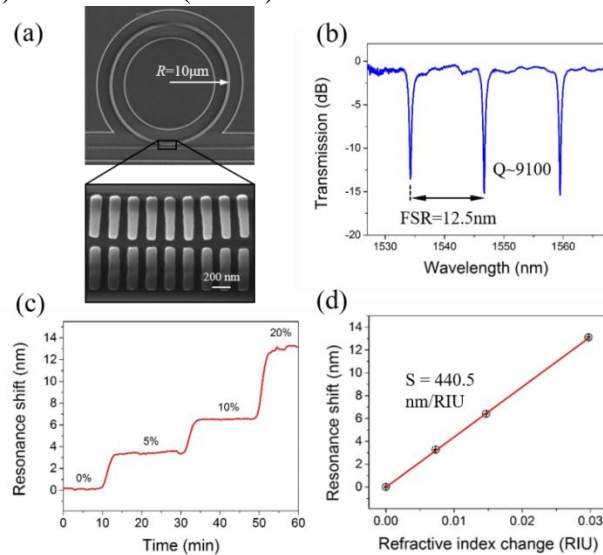 (a)
R=10μm
200 nm
(b)
Transmission (dB)
0
-5
-10
-15
-20
Q~9100
FSR=12.5nm
1530 1540 1550 1560
Wavelength (nm)
(c)
Resonance shift (nm)
14
12
10
8
6
4
2
0
0%
5%
10%
20%
0 10 20 30 40 50 60
Time (min)
(d)
Resonance shift (nm)
14
12
10
8
6
4
2
0
S = 440.5
nm/RIU
0.00 0.01 0.02 0.03
Refractive index change (RIU)